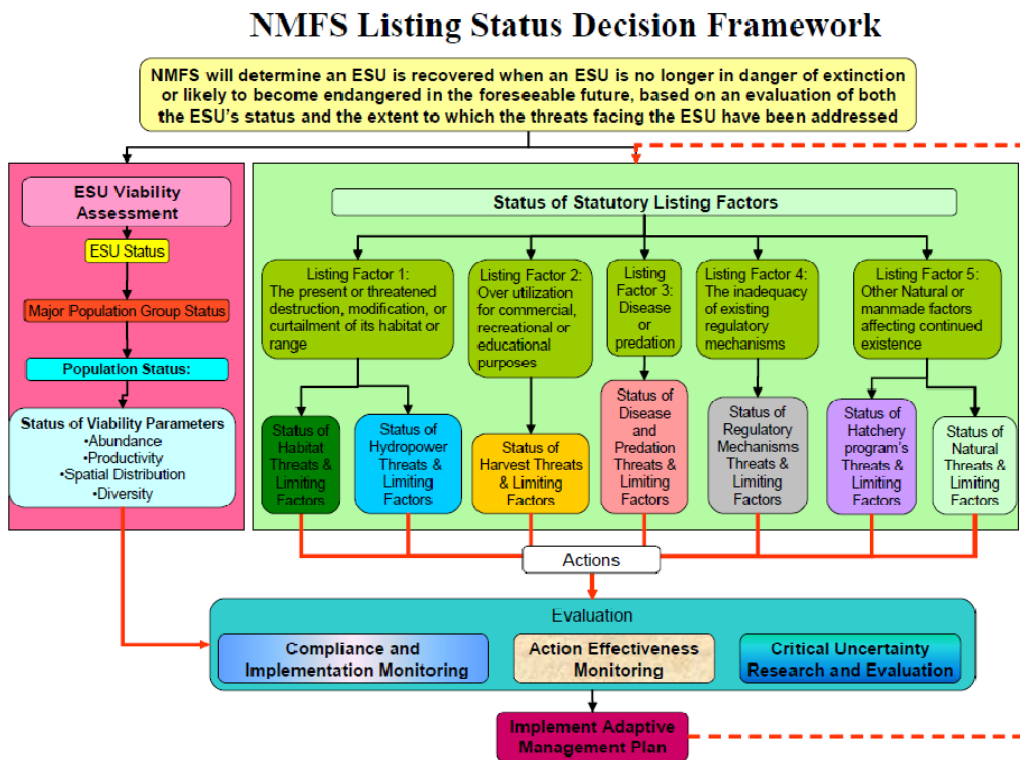 NMFS Listing Status Decision Framework
NMFS will determine an ESU is recovered when an ESU is no longer in danger of extinction
or likely to become endangered in the foreseeable future, based on an evaluation of both
the ESU's status and the extent to which the threats facing the ESU have been addressed
ESU Viability
Assessment
ESU Status
Major Population Group Status
Population Status:
Status of Viability Parameters
•Abundance
•Productivity
•Spatial Distribution
•Diversity
Status of Statutory Listing Factors
Listing Factor 1:
The present or threatened
destruction, modification, or
curtailment of its habitat or
range
Listing Factor 2:
Over utilization
for commercial,
recreational or
educational
purposes
Listing
Factor 3:
Disease
or
predation
Listing Factor 4:
The inadequacy
of existing
regulatory
mechanisms
Listing Factor 5:
Other Natural or
manmade factors
affecting continued
existence
Status of
Habitat
Threats &
Limiting
Factors
Status of
Hydropower
Threats &
Limiting
Factors
Status of
Harvest Threats
& Limiting
Factors
Status of
Disease
and
Predation
Threats &
Limiting
Factors
Status of
Regulatory
Mechanisms
Threats &
Limiting
Factors
Status of
Hatchery
program's
Threats &
Limiting
Factors
Status of
Natural
Threats &
Limiting
Factors
Actions
Evaluation
Compliance and
Implementation Monitoring
Action Effectiveness
Monitoring
Critical Uncertainty
Research and Evaluation
Implement Adaptive
Management Plan